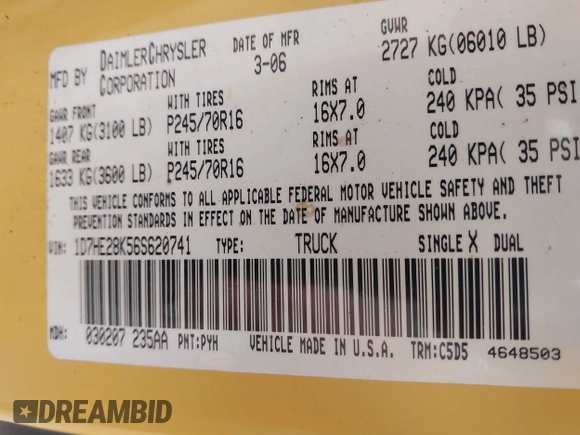 MFD BY DAIMLERCHRYSLER CORPORATION DATE OF MFR 3-06 GVWR 2727 KG(06010 LB)
GAWR FRONT WITH TIRES RIMS AT COLD
1407 KG(3100 LB) P245/70R16 16X7.0 240 KPA( 35 PSI
GAWR REAR WITH TIRES RIMS AT COLD
1633 KG(3600 LB) P245/70R16 16X7.0 240 KPA( 35 PSI
THIS VEHICLE CONFORMS TO ALL APPLICABLE FEDERAL MOTOR VEHICLE SAFETY AND THEFT
PREVENTION STANDARDS IN EFFECT ON THE DATE OF MANUFACTURE SHOWN ABOVE.
VIN: 1D7HE28K56S620741 TYPE: TRUCK SINGLE X DUAL
MDH: 030207 235AA PNT:PYH VEHICLE MADE IN U.S.A. TRM:C5D5 4648503
DREAMBID